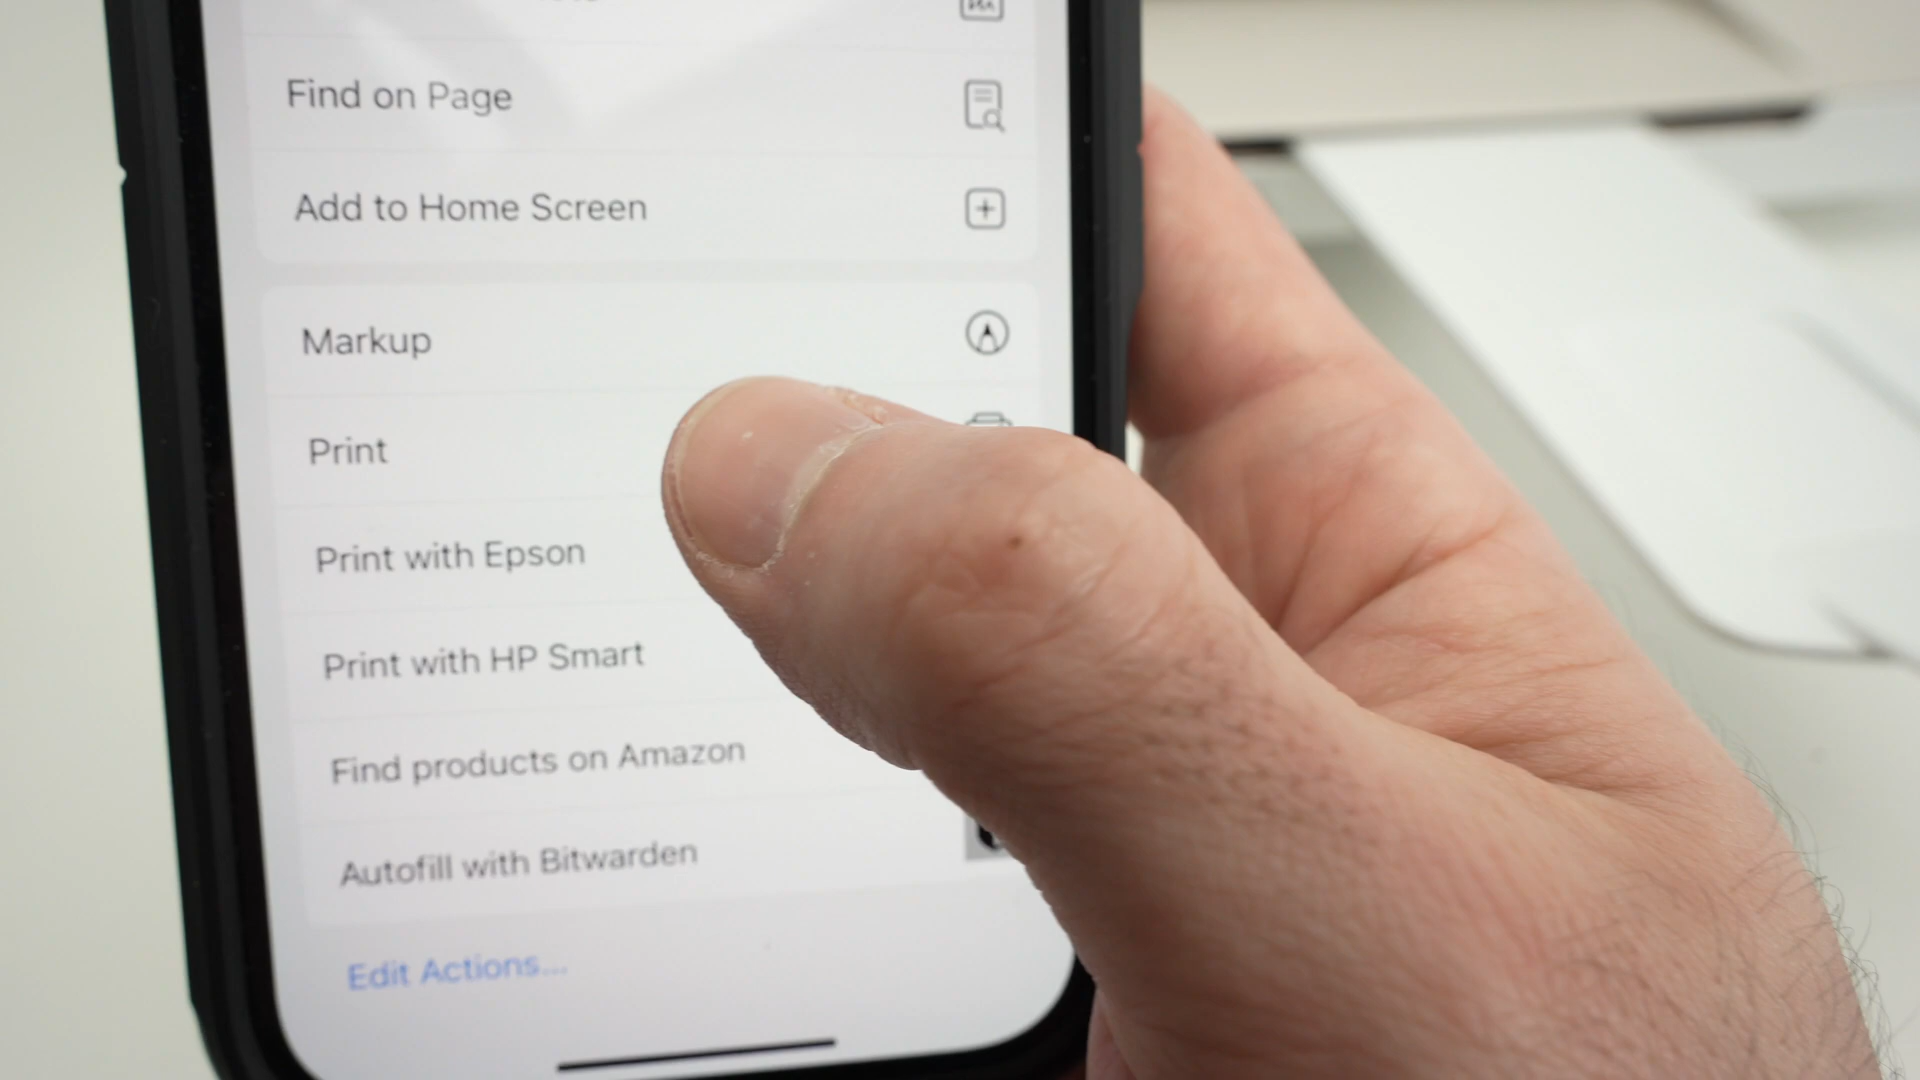 Find on Page
Add to Home Screen
Markup
Print
Print with Epson
Print with HP Smart
Find products on Amazon
Autofill with Bitwarden
Edit Actions...